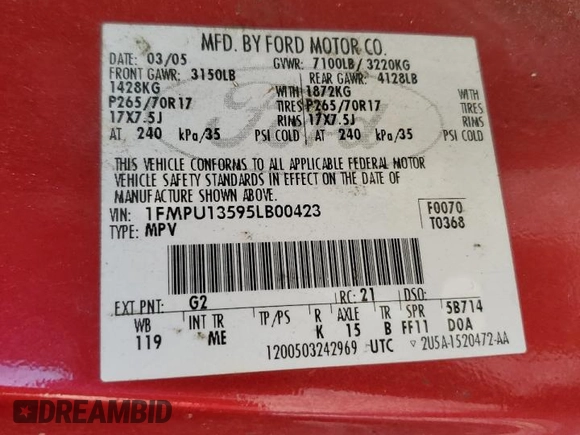 MFD. BY FORD MOTOR CO.
DATE: 03/05 GVWR: 7100LB/ 3220KG
FRONT GAWR: 3150LB REAR GAWR: 4128LB
1428KG WITH 1872KG WITH
P265/70R17 TIRES P265/70R17 TIRES
17X7.5J RIMS 17X7.5J RIMS
AT 240 kPa/35 PSI COLD AT 240 kPa/35 PSI COLD
Ford
THIS VEHICLE CONFORMS TO ALL APPLICABLE FEDERAL MOTOR
VEHICLE SAFETY STANDARDS IN EFFECT ON THE DATE OF
MANUFACTURE SHOWN ABOVE.
VIN: 1FMPU13595LB00423 F0070
TYPE: MPV T0368
EXT PNT: G2 RC: 21 DSO:
WB INT TR TP/PS R AXLE TR SPR 5B714
119 ME K 15 B FF11 DOA
1200503242969 UTC ▽ 2U5A-1520472-AA
DREAMBID